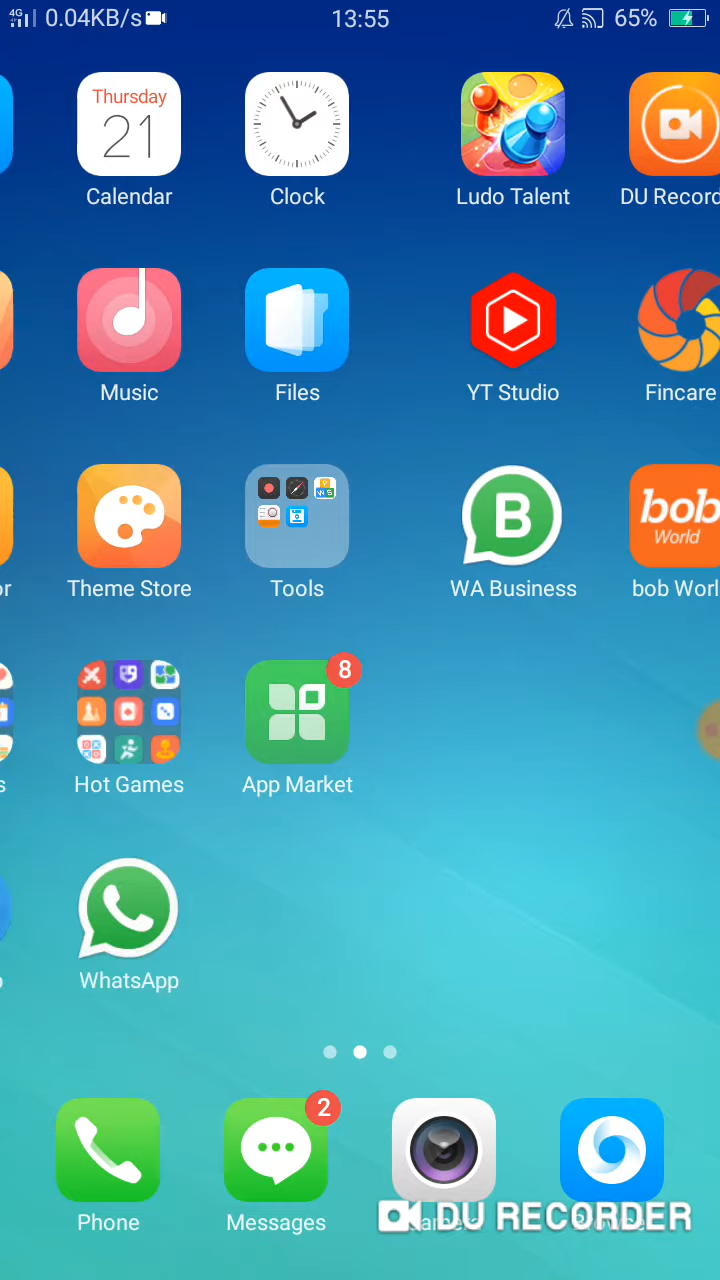 4G 0.04KB/s 13:55 65%
Thursday
21
Calendar Clock Ludo Talent DU Record
Music Files YT Studio Fincare
B bob
World
or Theme Store Tools WA Business bob Worl
8
s Hot Games App Market
WhatsApp
2
Phone Messages
DU RECORDER